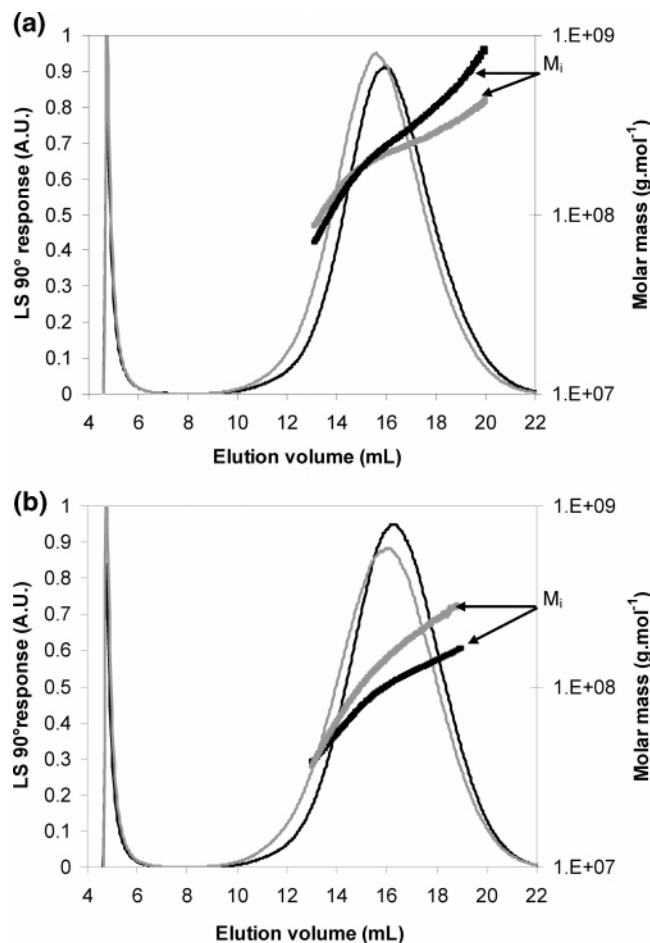 (a)
LS 90° response (A.U.)
1
0.9
0.8
0.7
0.6
0.5
0.4
0.3
0.2
0.1
0
1.E+09
1.E+08
1.E+07
Molar mass (g.mol-1)
Mi
4 6 8 10 12 14 16 18 20 22
Elution volume (mL)
(b)
LS 90°response (A.U.)
1
0.9
0.8
0.7
0.6
0.5
0.4
0.3
0.2
0.1
0
1.E+09
1.E+08
1.E+07
Molar mass (g.mol-1)
Mi
4 6 8 10 12 14 16 18 20 22
Elution volume (mL)